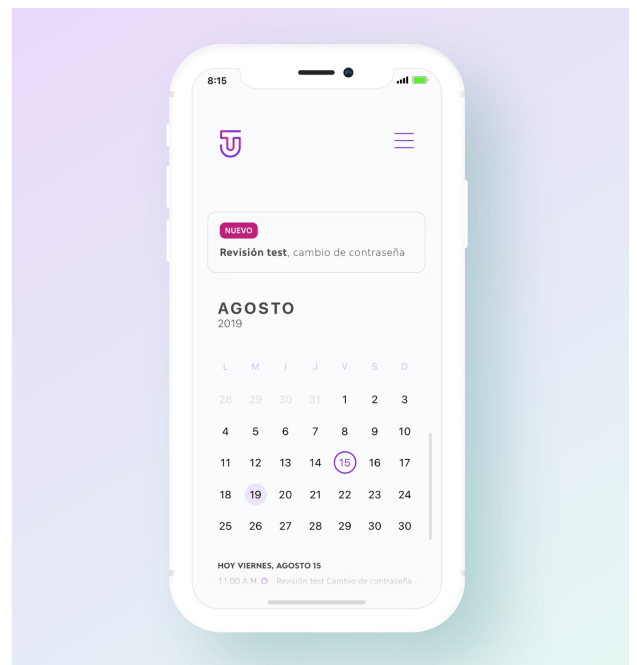 8:15
NUEVO
Revisión test, cambio de contraseña
AGOSTO
2019
L M I J V S D
28 29 30 31 1 2 3
4 5 6 7 8 9 10
11 12 13 14 15 16 17
18 19 20 21 22 23 24
25 26 27 28 29 30 30
HOY VIERNES, AGOSTO 15
11:00 A.M. Revisión test Cambio de contraseña